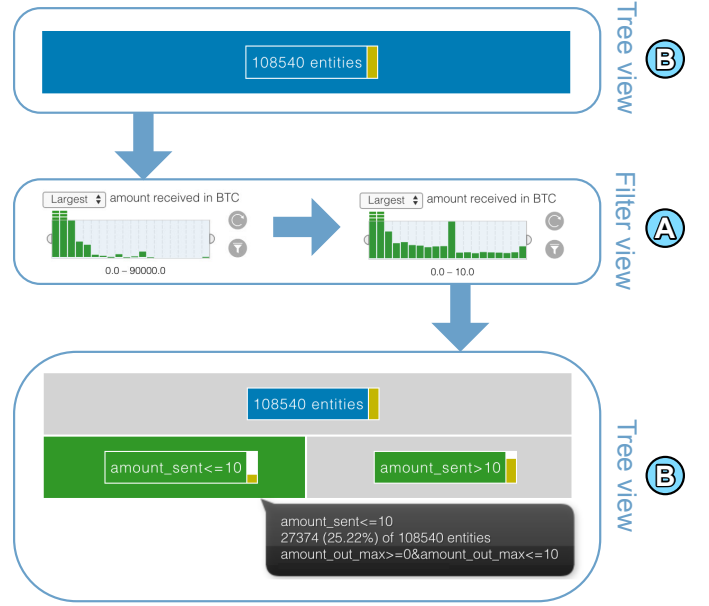 108540 entities
Tree view
B
Largest amount received in BTC
0.0 – 90000.0
Largest amount received in BTC
0.0 – 10.0
Filter view
A
108540 entities
amount_sent<=10
amount_sent>10
amount_sent<=10
27374 (25.22%) of 108540 entities
amount_out_max>=0&amount_out_max<=10
Tree view
B